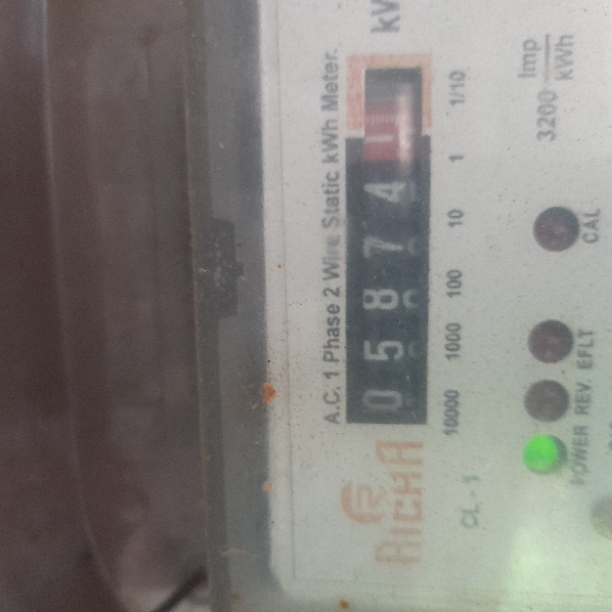 A.C. 1 Phase 2 Wire Static kWh Meter.
0 5 8 7 4
10000 1000 100 10 1 1/10
RICHA
CL - 1
3200 Imp
kWh
POWER REV. EFLT CAL